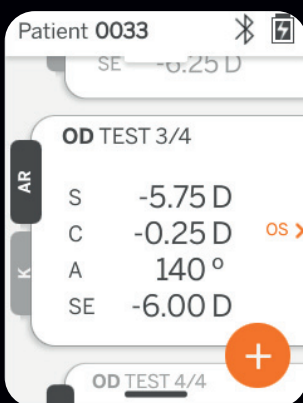 Patient 0033
SE -6.25 D
OD TEST 3/4
AR
S -5.75 D
C -0.25 D
OS
K
A 140 °
SE -6.00 D
+
OD TEST 4/4